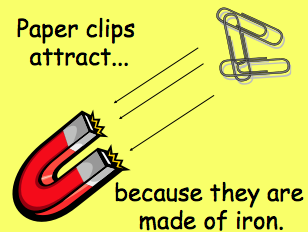 Paper clips
attract...
because they are
made of iron.